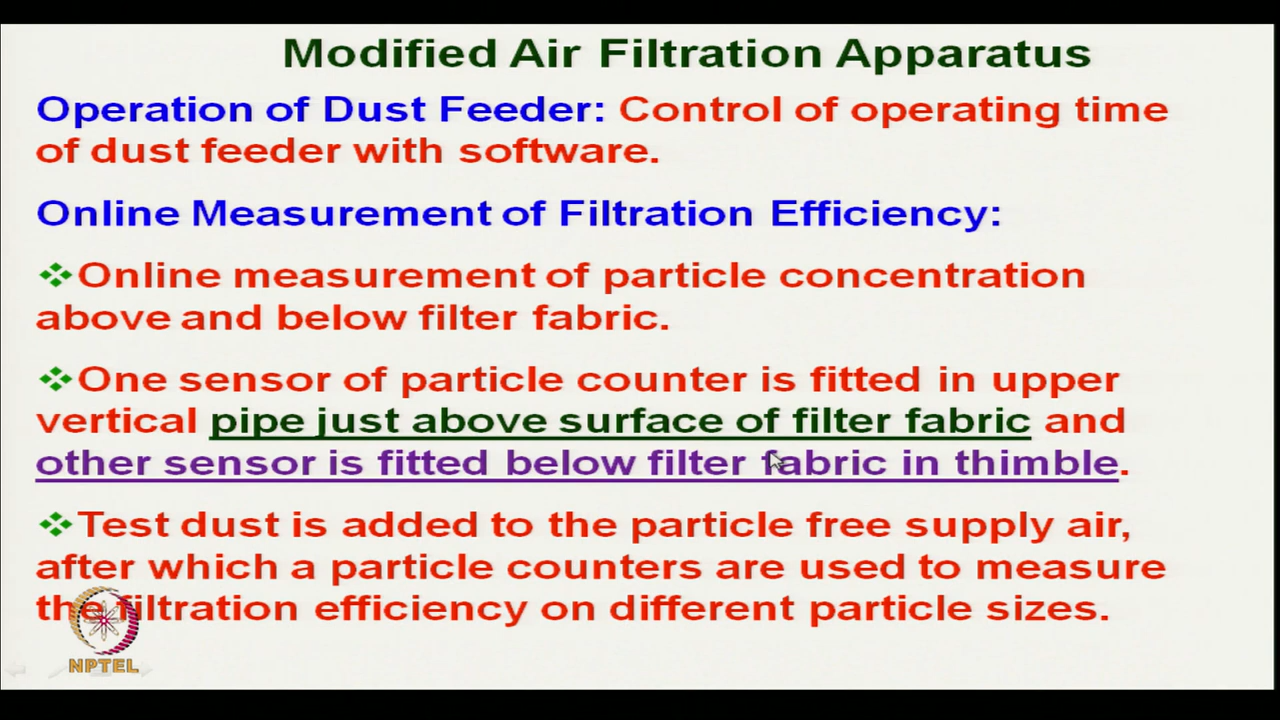 Modified Air Filtration Apparatus
Operation of Dust Feeder: Control of operating time
of dust feeder with software.
Online Measurement of Filtration Efficiency:
❖Online measurement of particle concentration
above and below filter fabric.
❖One sensor of particle counter is fitted in upper
vertical pipe just above surface of filter fabric and
other sensor is fitted below filter fabric in thimble.
❖Test dust is added to the particle free supply air,
after which a particle counters are used to measure
the filtration efficiency on different particle sizes.
NPTEL